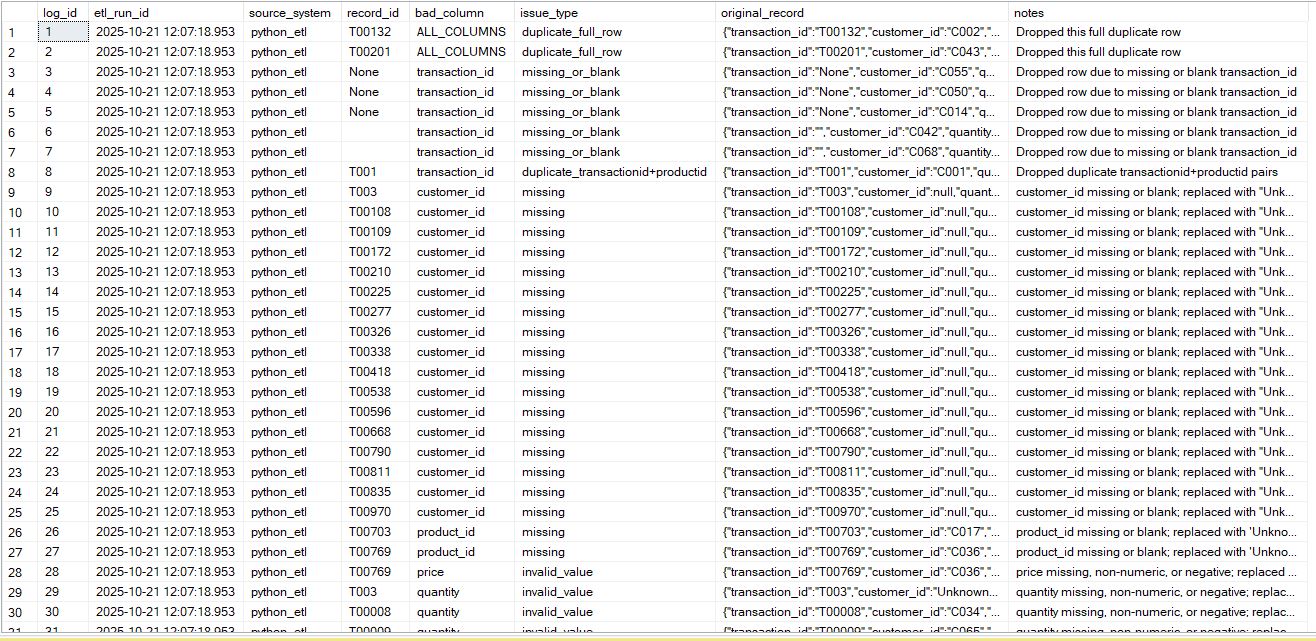 log_id etl_run_id source_system record_id bad_column issue_type original_record notes
1 1 2025-10-21 12:07:18.953 python_etl T00132 ALL_COLUMNS duplicate_full_row {"transaction_id":"T00132","customer_id":"C002","... Dropped this full duplicate row
2 2 2025-10-21 12:07:18.953 python_etl T00201 ALL_COLUMNS duplicate_full_row {"transaction_id":"T00201","customer_id":"C043","... Dropped this full duplicate row
3 3 2025-10-21 12:07:18.953 python_etl None transaction_id missing_or_blank {"transaction_id":"None","customer_id":"C055","q... Dropped row due to missing or blank transaction_id
4 4 2025-10-21 12:07:18.953 python_etl None transaction_id missing_or_blank {"transaction_id":"None","customer_id":"C050","q... Dropped row due to missing or blank transaction_id
5 5 2025-10-21 12:07:18.953 python_etl None transaction_id missing_or_blank {"transaction_id":"None","customer_id":"C014","q... Dropped row due to missing or blank transaction_id
6 6 2025-10-21 12:07:18.953 python_etl transaction_id missing_or_blank {"transaction_id":"","customer_id":"C042","quantity... Dropped row due to missing or blank transaction_id
7 7 2025-10-21 12:07:18.953 python_etl transaction_id missing_or_blank {"transaction_id":"","customer_id":"C068","quantity... Dropped row due to missing or blank transaction_id
8 8 2025-10-21 12:07:18.953 python_etl T001 transaction_id duplicate_transactionid+productid {"transaction_id":"T001","customer_id":"C001","qu... Dropped duplicate transactionid+productid pairs
9 9 2025-10-21 12:07:18.953 python_etl T003 customer_id missing {"transaction_id":"T003","customer_id":null,"quant... customer_id missing or blank; replaced with "Unk...
10 10 2025-10-21 12:07:18.953 python_etl T00108 customer_id missing {"transaction_id":"T00108","customer_id":null,"qu... customer_id missing or blank; replaced with "Unk...
11 11 2025-10-21 12:07:18.953 python_etl T00109 customer_id missing {"transaction_id":"T00109","customer_id":null,"qu... customer_id missing or blank; replaced with "Unk...
12 12 2025-10-21 12:07:18.953 python_etl T00172 customer_id missing {"transaction_id":"T00172","customer_id":null,"qu... customer_id missing or blank; replaced with "Unk...
13 13 2025-10-21 12:07:18.953 python_etl T00210 customer_id missing {"transaction_id":"T00210","customer_id":null,"qu... customer_id missing or blank; replaced with "Unk...
14 14 2025-10-21 12:07:18.953 python_etl T00225 customer_id missing {"transaction_id":"T00225","customer_id":null,"qu... customer_id missing or blank; replaced with "Unk...
15 15 2025-10-21 12:07:18.953 python_etl T00277 customer_id missing {"transaction_id":"T00277","customer_id":null,"qu... customer_id missing or blank; replaced with "Unk...
16 16 2025-10-21 12:07:18.953 python_etl T00326 customer_id missing {"transaction_id":"T00326","customer_id":null,"qu... customer_id missing or blank; replaced with "Unk...
17 17 2025-10-21 12:07:18.953 python_etl T00338 customer_id missing {"transaction_id":"T00338","customer_id":null,"qu... customer_id missing or blank; replaced with "Unk...
18 18 2025-10-21 12:07:18.953 python_etl T00418 customer_id missing {"transaction_id":"T00418","customer_id":null,"qu... customer_id missing or blank; replaced with "Unk...
19 19 2025-10-21 12:07:18.953 python_etl T00538 customer_id missing {"transaction_id":"T00538","customer_id":null,"qu... customer_id missing or blank; replaced with "Unk...
20 20 2025-10-21 12:07:18.953 python_etl T00596 customer_id missing {"transaction_id":"T00596","customer_id":null,"qu... customer_id missing or blank; replaced with "Unk...
21 21 2025-10-21 12:07:18.953 python_etl T00668 customer_id missing {"transaction_id":"T00668","customer_id":null,"qu... customer_id missing or blank; replaced with "Unk...
22 22 2025-10-21 12:07:18.953 python_etl T00790 customer_id missing {"transaction_id":"T00790","customer_id":null,"qu... customer_id missing or blank; replaced with "Unk...
23 23 2025-10-21 12:07:18.953 python_etl T00811 customer_id missing {"transaction_id":"T00811","customer_id":null,"qu... customer_id missing or blank; replaced with "Unk...
24 24 2025-10-21 12:07:18.953 python_etl T00835 customer_id missing {"transaction_id":"T00835","customer_id":null,"qu... customer_id missing or blank; replaced with "Unk...
25 25 2025-10-21 12:07:18.953 python_etl T00970 customer_id missing {"transaction_id":"T00970","customer_id":null,"qu... customer_id missing or blank; replaced with "Unk...
26 26 2025-10-21 12:07:18.953 python_etl T00703 product_id missing {"transaction_id":"T00703","customer_id":"C017","... product_id missing or blank; replaced with 'Unkno...
27 27 2025-10-21 12:07:18.953 python_etl T00769 product_id missing {"transaction_id":"T00769","customer_id":"C036","... product_id missing or blank; replaced with 'Unkno...
28 28 2025-10-21 12:07:18.953 python_etl T00769 price invalid_value {"transaction_id":"T00769","customer_id":"C036","... price missing, non-numeric, or negative; replaced ...
29 29 2025-10-21 12:07:18.953 python_etl T003 quantity invalid_value {"transaction_id":"T003","customer_id":"Unknown... quantity missing, non-numeric, or negative; replac...
30 30 2025-10-21 12:07:18.953 python_etl T00008 quantity invalid_value {"transaction_id":"T00008","customer_id":"C034","... quantity missing, non-numeric, or negative; replac...